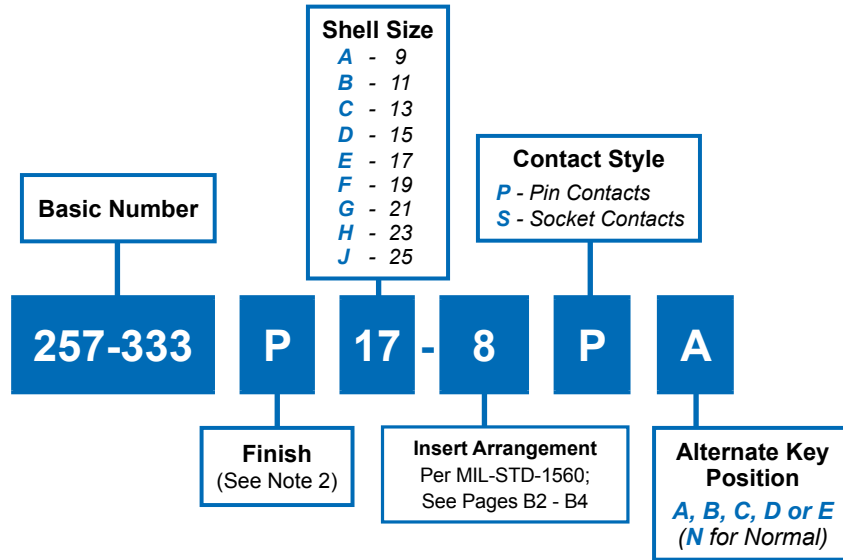 Shell Size
A - 9
B - 11
C - 13
D - 15
E - 17
F - 19
G - 21
H - 23
J - 25
Contact Style
P - Pin Contacts
S - Socket Contacts
Basic Number
257-333 P 17 - 8 P A
Finish
(See Note 2)
Insert Arrangement
Per MIL-STD-1560;
See Pages B2 - B4
Alternate Key
Position
A, B, C, D or E
(N for Normal)